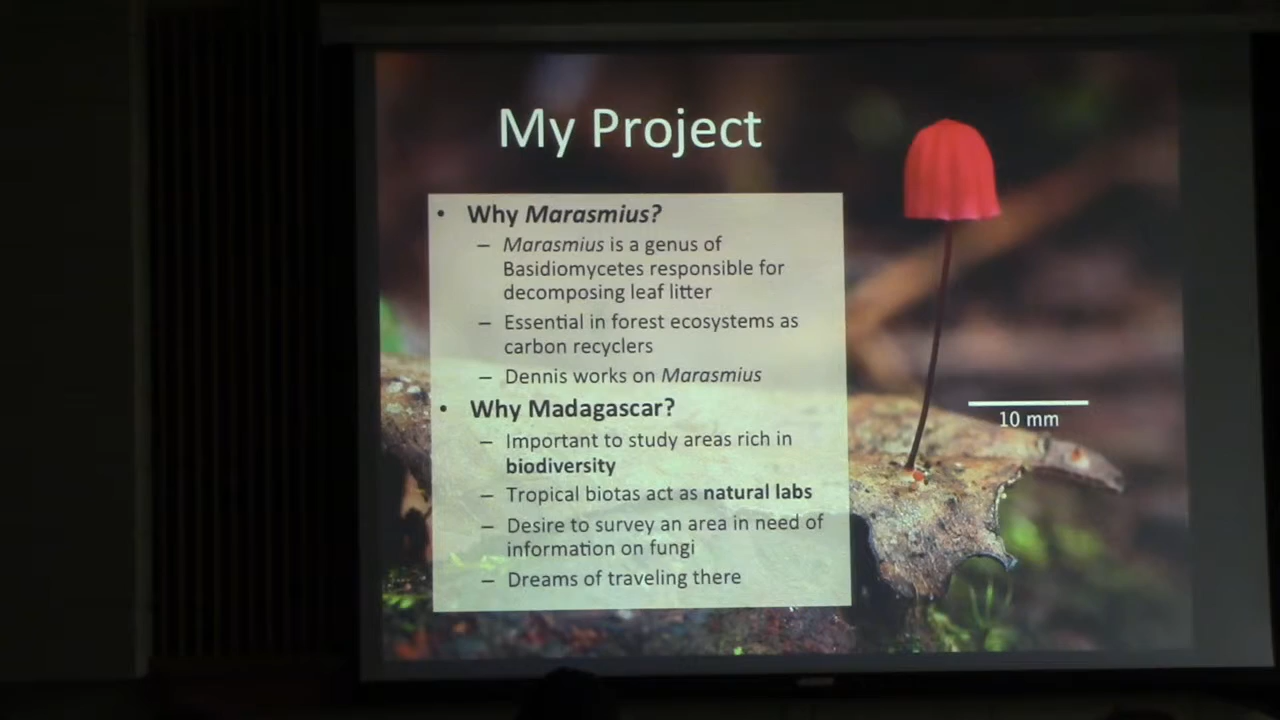 My Project
• Why Marasmius?
– Marasmius is a genus of
Basidiomycetes responsible for
decomposing leaf litter
– Essential in forest ecosystems as
carbon recyclers
– Dennis works on Marasmius
• Why Madagascar?
– Important to study areas rich in
biodiversity
– Tropical biotas act as natural labs
– Desire to survey an area in need of
information on fungi
– Dreams of traveling there
10 mm